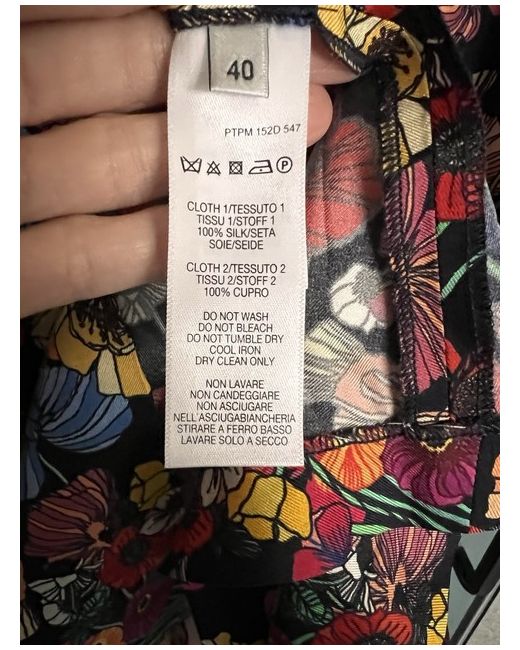 40
PTPM 152D 547
CLOTH 1/TESSUTO 1
TISSU 1/STOFF 1
100% SILK/SETA
SOIE/SEIDE
CLOTH 2/TESSUTO 2
TISSU 2/STOFF 2
100% CUPRO
DO NOT WASH
DO NOT BLEACH
DO NOT TUMBLE DRY
COOL IRON
DRY CLEAN ONLY
NON LAVARE
NON CANDEGGIARE
NON ASCIUGARE
NELL'ASCIUGABIANCHERIA
STIRARE A FERRO BASSO
LAVARE SOLO A SECCO